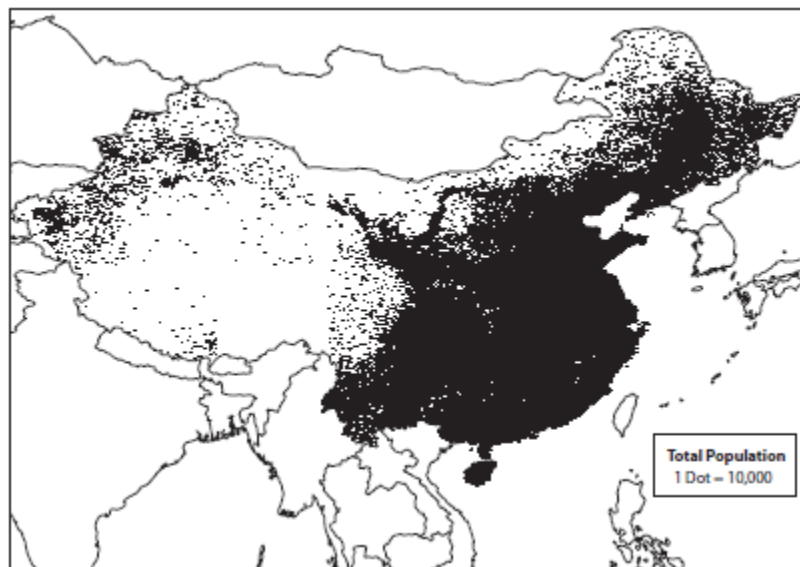 Total Population
1 Dot = 10,000